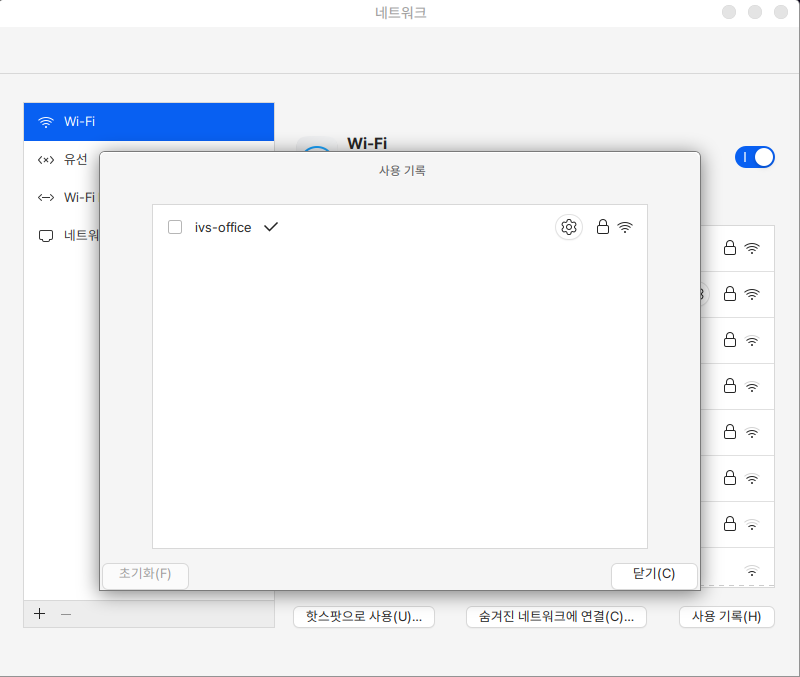 네트워크
Wi-Fi
유선
Wi-Fi
네트워
Wi-Fi
사용 기록
ivs-office
초기화(F)
닫기(C)
핫스팟으로 사용(U)...
숨겨진 네트워크에 연결(C)...
사용 기록(H)